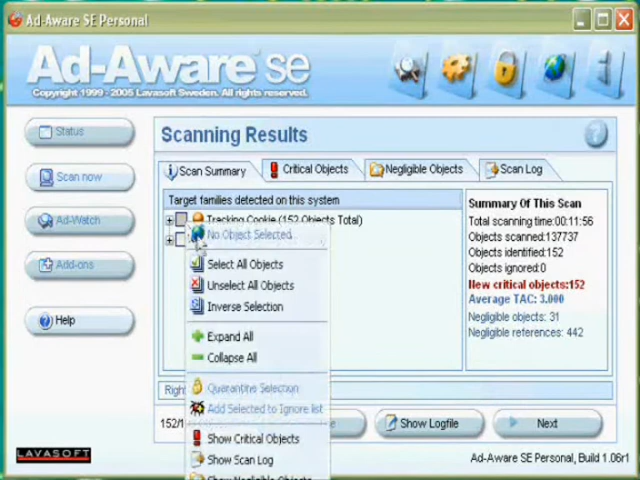 Ad-Aware SE Personal
Ad-Aware SE
Copyright 1999 - 2005 Lavasoft Sweden. All rights reserved.
Status
Scan now
Ad-Watch
Add-ons
Help
LAVASOFT
Scanning Results
Scan Summary
Critical Objects
Negligible Objects
Scan Log
Target families detected on this system
Tracking Cookie (152 Objects Total)
No Object Selected
Select All Objects
Unselect All Objects
Inverse Selection
Expand All
Collapse All
Quarantine Selection
Add Selected to Ignore list
Show Critical Objects
Show Scan Log
Show Negligible Objects
Summary Of This Scan
Total scanning time:00:11:56
Objects scanned:137737
Objects identified:152
Objects ignored:0
New critical objects:152
Average TAC: 3.000
Negligible objects: 31
Negligible references: 442
Show Logfile
Next
Ad-Aware SE Personal, Build 1.06r1